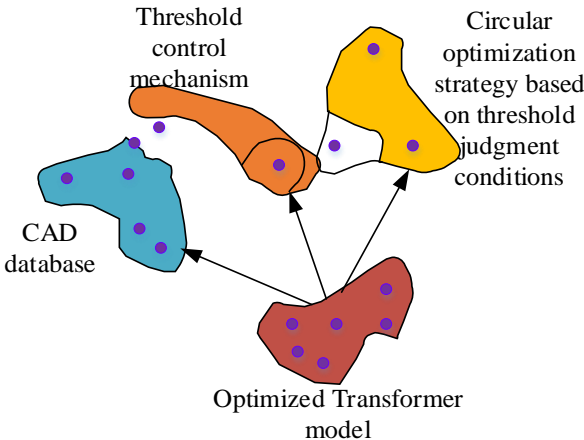 Threshold
control
mechanism
Circular
optimization
strategy based
on threshold
judgment
conditions
CAD
database
Optimized Transformer
model